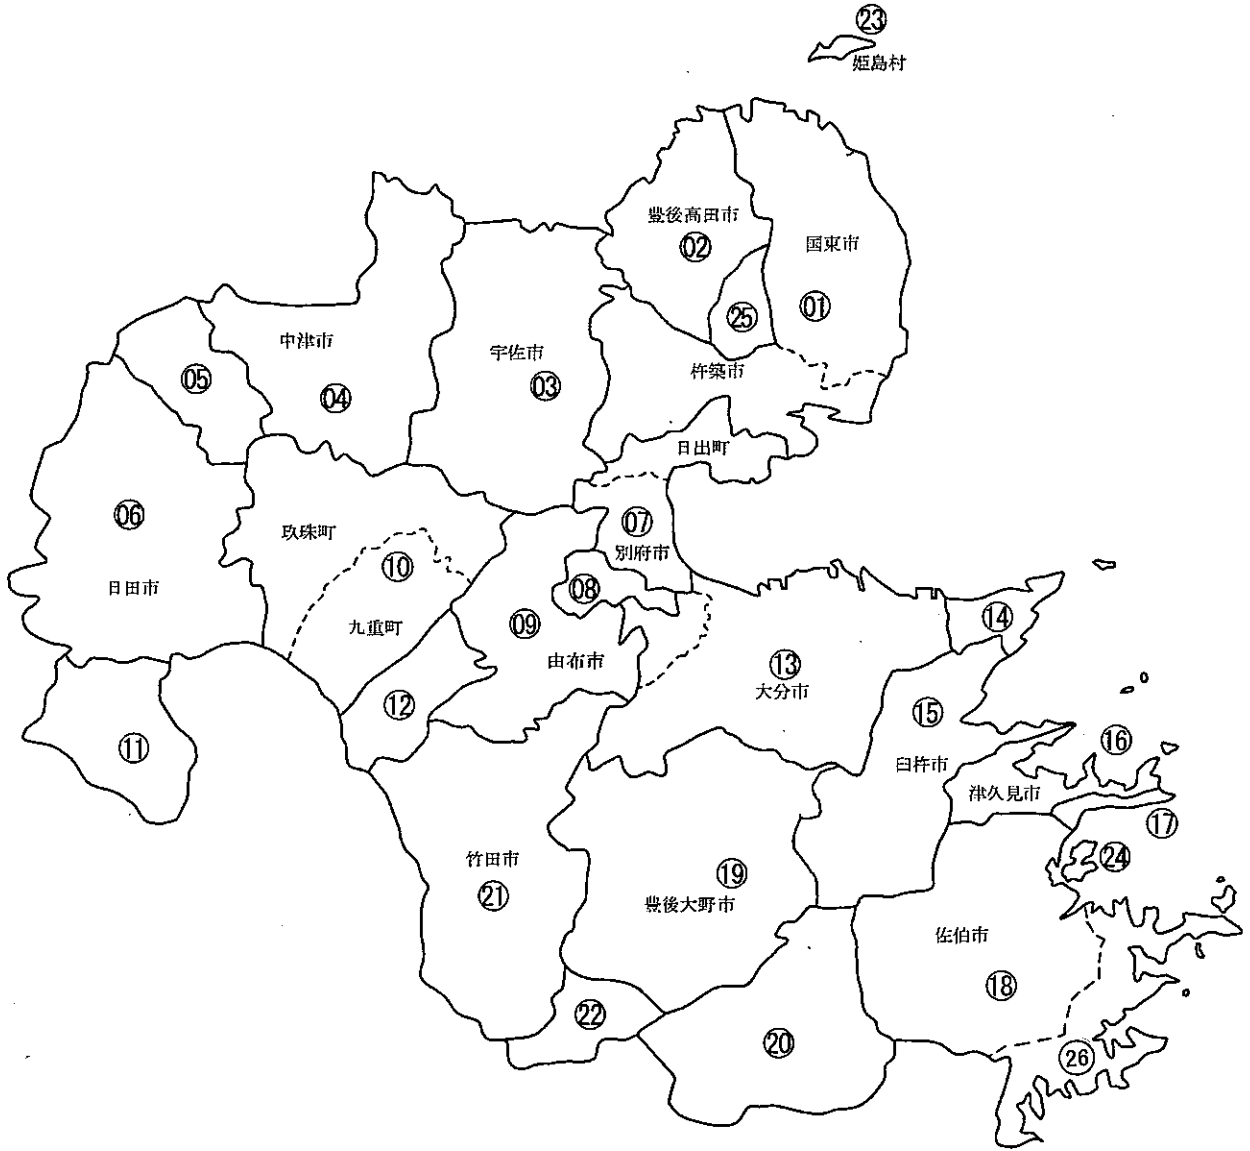 ㉓
姫島村
豊後高田市
②
国東市
①
㉕
中津市
宇佐市
杵築市
⑤
④
③
日出町
⑥
玖珠町
⑦
別府市
⑩
日田市
⑧
九重町
⑨
由布市
⑭
⑬
大分市
⑫
⑮
⑪
⑯
臼杵市
津久見市
⑰
竹田市
㉔
㉑
⑲
豊後大野市
佐伯市
⑱
㉒
⑳
㉖